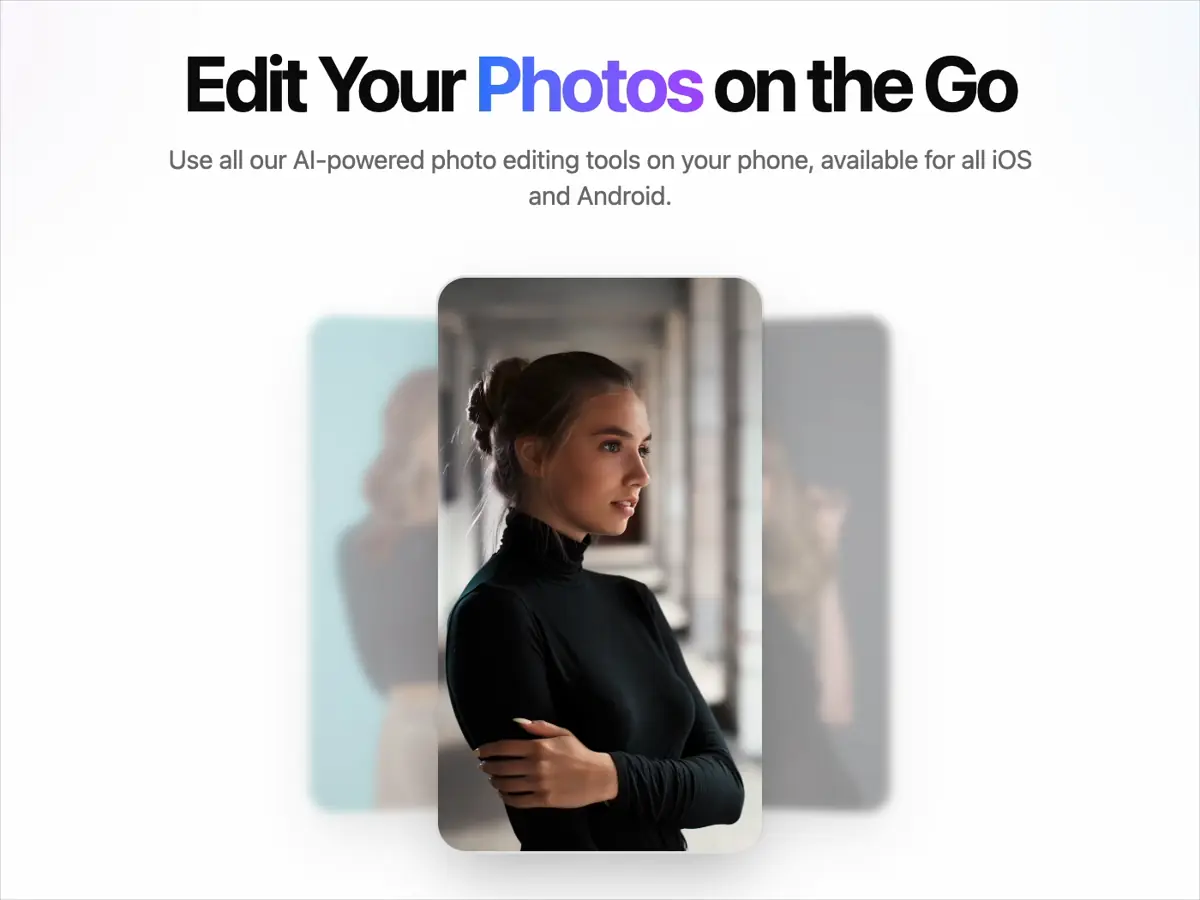 Edit Your Photos on the Go
Use all our AI-powered photo editing tools on your phone, available for all iOS
and Android.